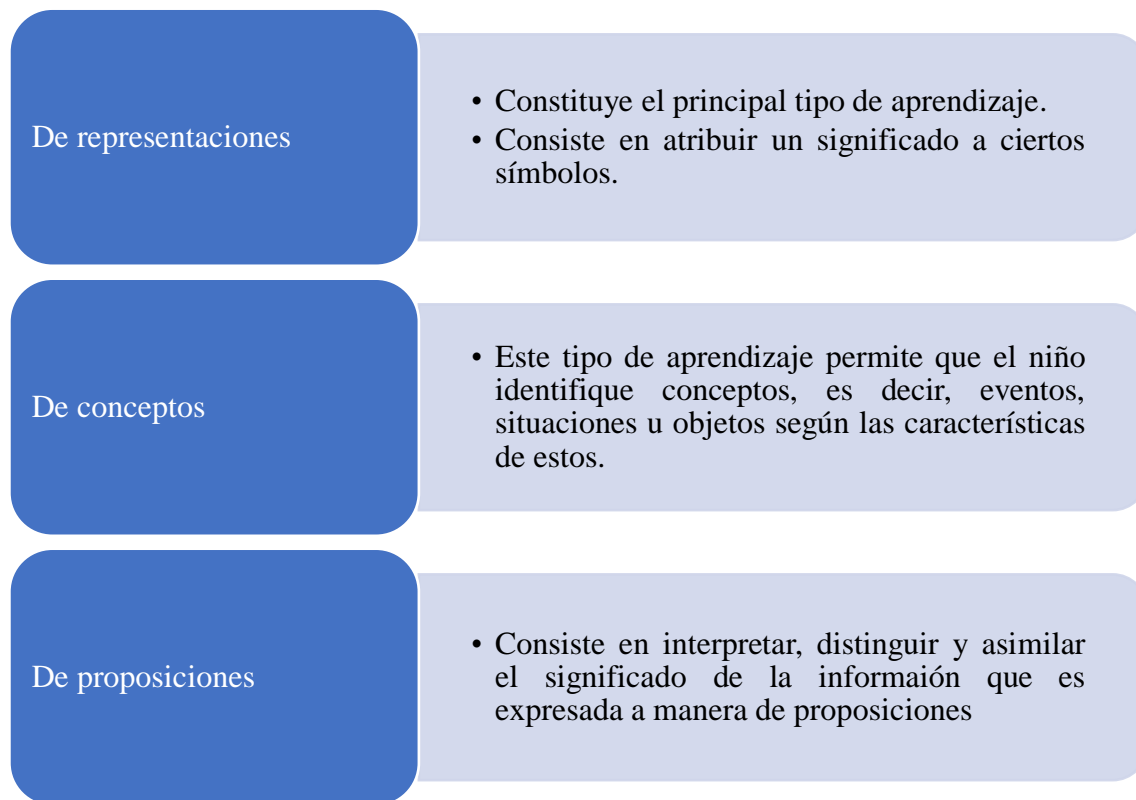 De representaciones
• Constituye el principal tipo de aprendizaje.
• Consiste en atribuir un significado a ciertos
símbolos.
De conceptos
• Este tipo de aprendizaje permite que el niño
identifique conceptos, es decir, eventos,
situaciones u objetos según las características
de estos.
De proposiciones
• Consiste en interpretar, distinguir y asimilar
el significado de la informaión que es
expresada a manera de proposiciones